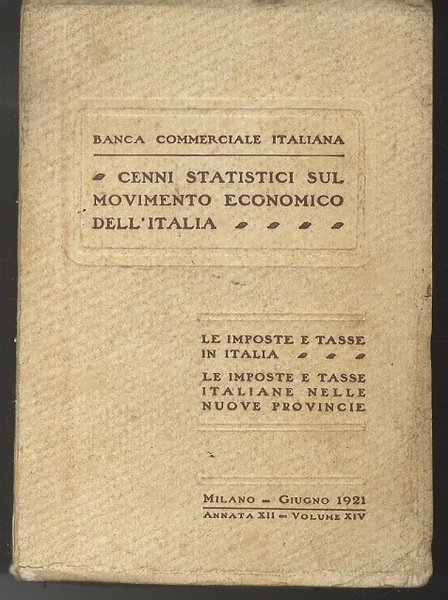 BANCA COMMERCIALE ITALIANA
CENNI STATISTICI SUL
MOVIMENTO ECONOMICO
DELL'ITALIA
LE IMPOSTE E TASSE
IN ITALIA
LE IMPOSTE E TASSE
ITALIANE NELLE
NUOVE PROVINCIE
MILANO – GIUGNO 1921
ANNATA XII – VOLUME XIV